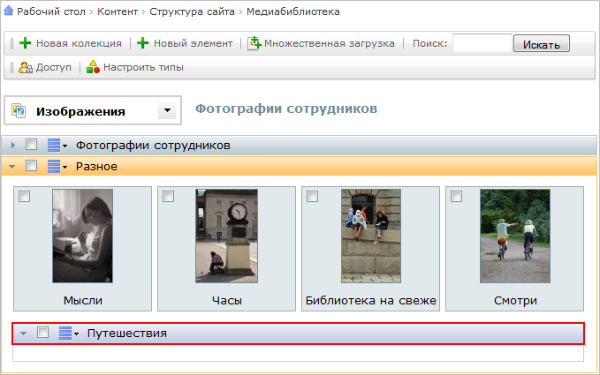 Рабочий стол › Контент › Структура сайта › Медиабиблиотека
Новая колекция Новый элемент Множественная загрузка Поиск: Искать
Доступ Настроить типы
Изображения Фотографии сотрудников
Фотографии сотрудников
Разное
Мысли Часы Библиотека на свеже Смотри
Путешествия